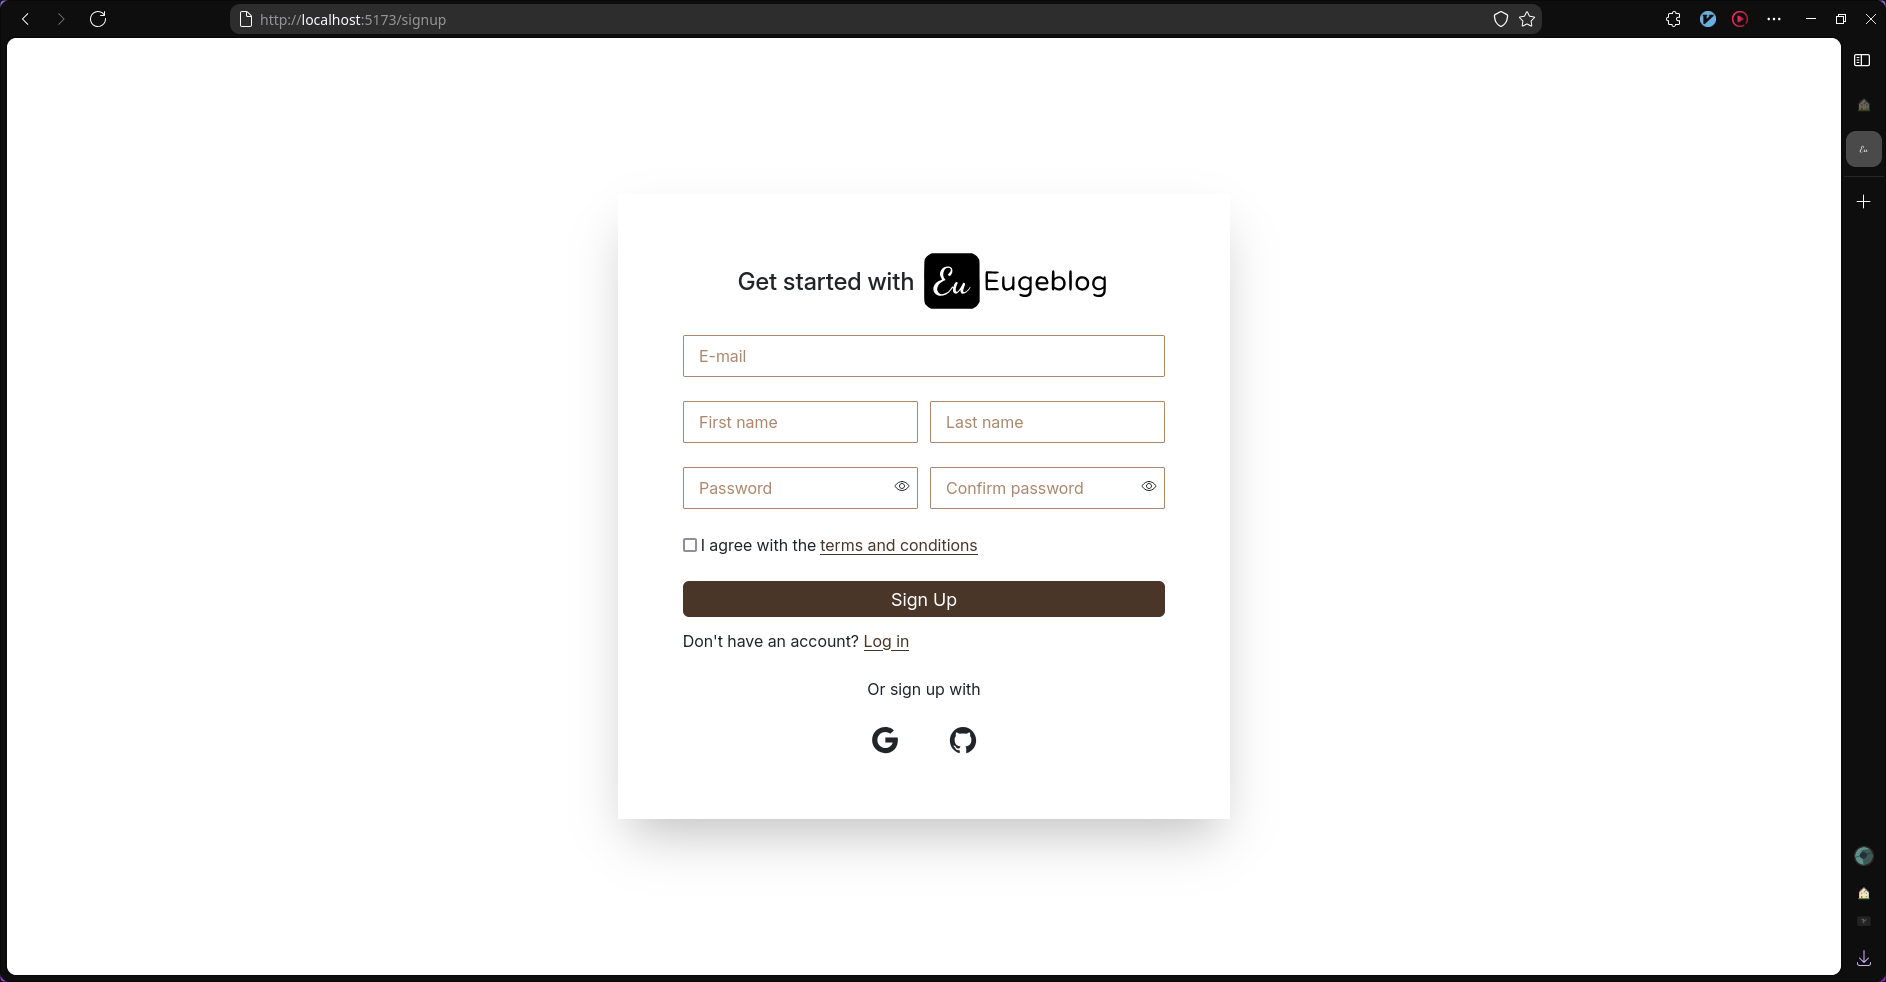 http://localhost:5173/signup
Get started with Eu Eugeblog
E-mail
First name Last name
Password Confirm password
I agree with the terms and conditions
Sign Up
Don't have an account? Log in
Or sign up with
Eu